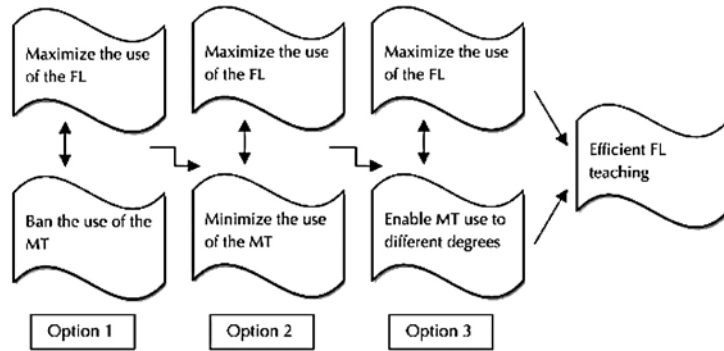 Maximize the use
of the FL
Maximize the use
of the FL
Maximize the use
of the FL
Efficient FL
teaching
Ban the use of the
MT
Minimize the use
of the MT
Enable MT use to
different degrees
Option 1
Option 2
Option 3